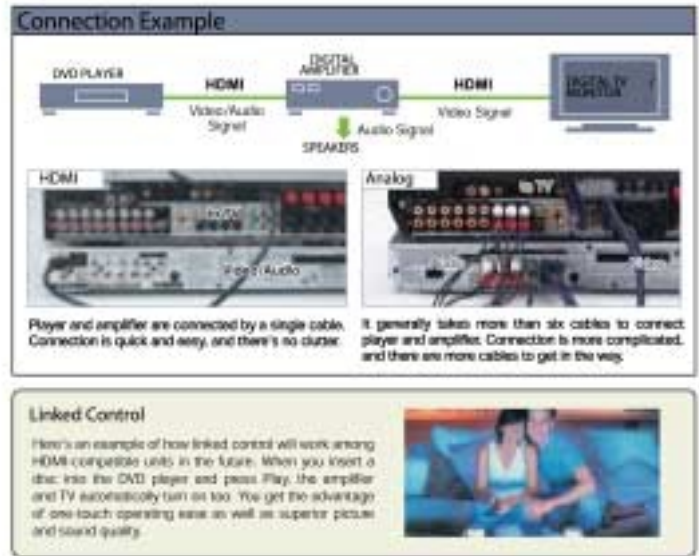 Connection Example
DVD PLAYER
HDMI
Video/Audio
Signal
DIGITAL
AMPLIFIER
Audio Signal
SPEAKERS
HDMI
Video Signal
DIGITAL TV
MONITOR
HDMI
Video/Audio
Player and amplifier are connected by a single cable.
Connection is quick and easy, and there's no clutter.
Analog
It generally takes more than six cables to connect
player and amplifier. Connection is more complicated,
and there are more cables to get in the way.
Linked Control
Here's an example of how linked control will work among
HDMI-compatible units in the future. When you insert a
disc into the DVD player and press Play, the amplifier
and TV automatically turn on too. You get the advantage
of one-touch operating ease as well as superior picture
and sound quality.